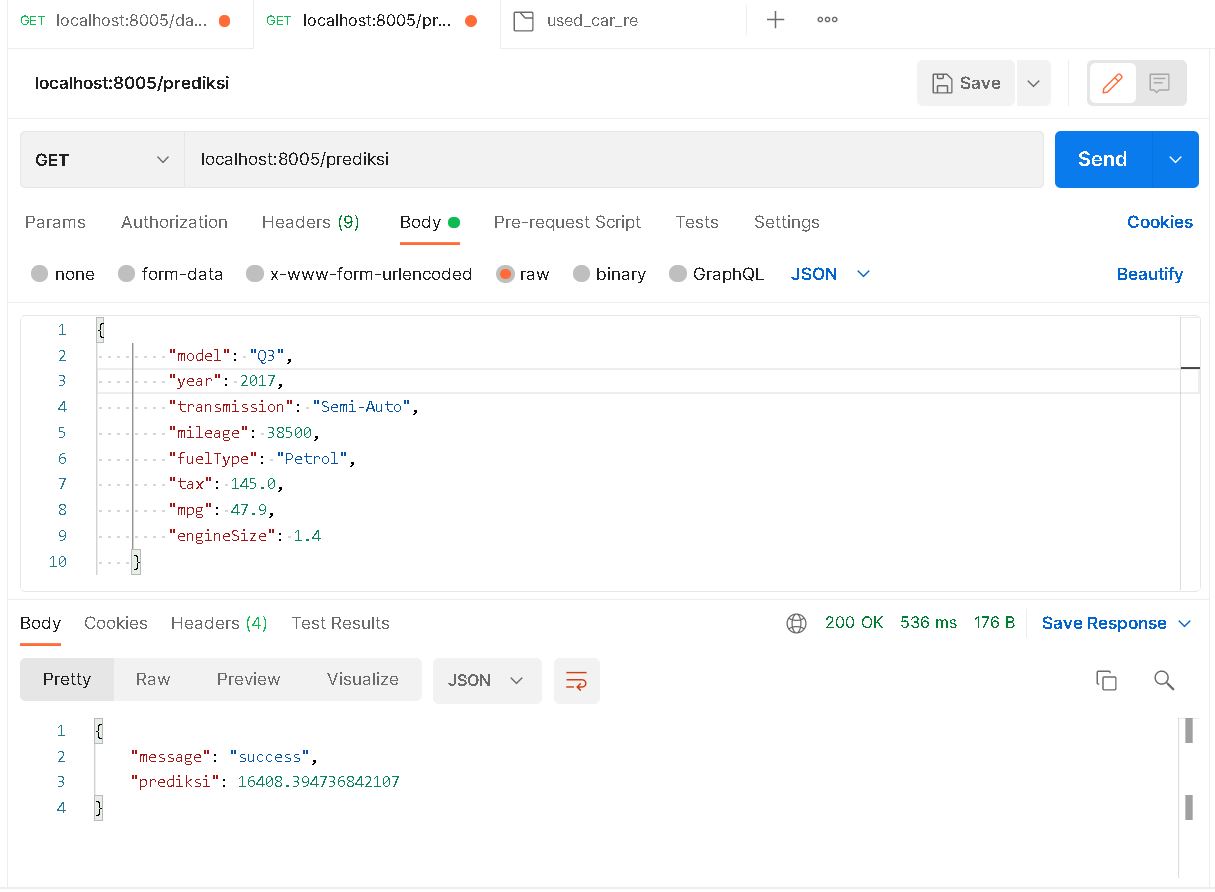 GET localhost:8005/da...
GET localhost:8005/pr...
used_car_re
localhost:8005/prediksi
Save
GET
localhost:8005/prediksi
Send
Params Authorization Headers (9) Body Pre-request Script Tests Settings Cookies
none form-data x-www-form-urlencoded raw binary GraphQL JSON Beautify
1 {
2 "model": "Q3",
3 "year": 2017,
4 "transmission": "Semi-Auto",
5 "mileage": 38500,
6 "fuelType": "Petrol",
7 "tax": 145.0,
8 "mpg": 47.9,
9 "engineSize": 1.4
10 }
Body Cookies Headers (4) Test Results 200 OK 536 ms 176 B Save Response
Pretty Raw Preview Visualize JSON
1 {
2 "message": "success",
3 "prediksi": 16408.394736842107
4 }